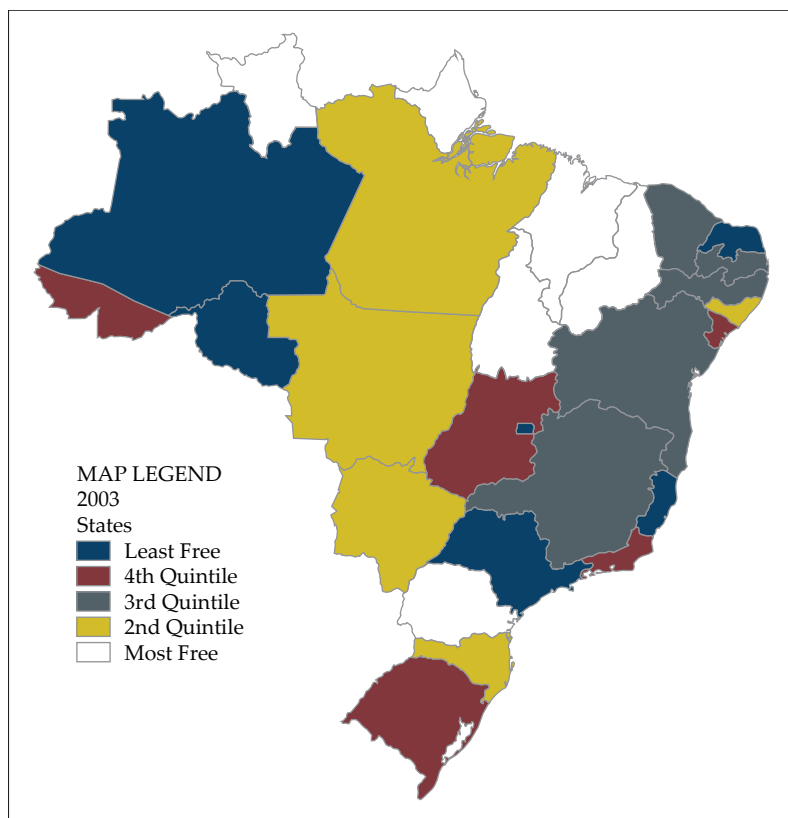 MAP LEGEND
2003
States
Least Free
4th Quintile
3rd Quintile
2nd Quintile
Most Free